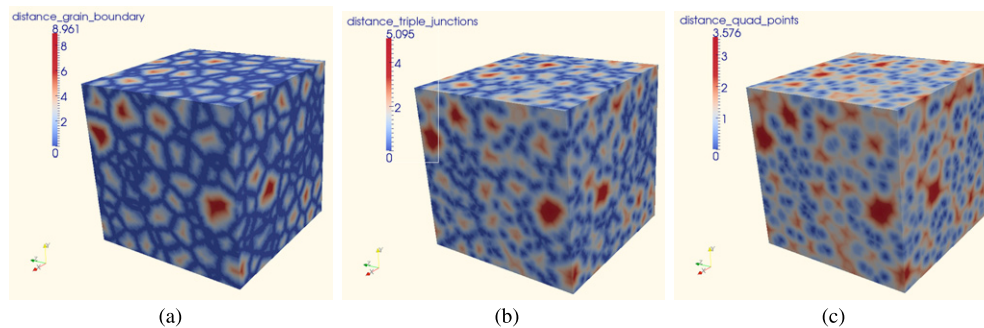 distance_grain_boundary
8.961
8
6
4
2
0
(a)
distance_triple_junctions
5.095
4
2
0
(b)
distance_quad_points
3.576
3
2
1
0
(c)